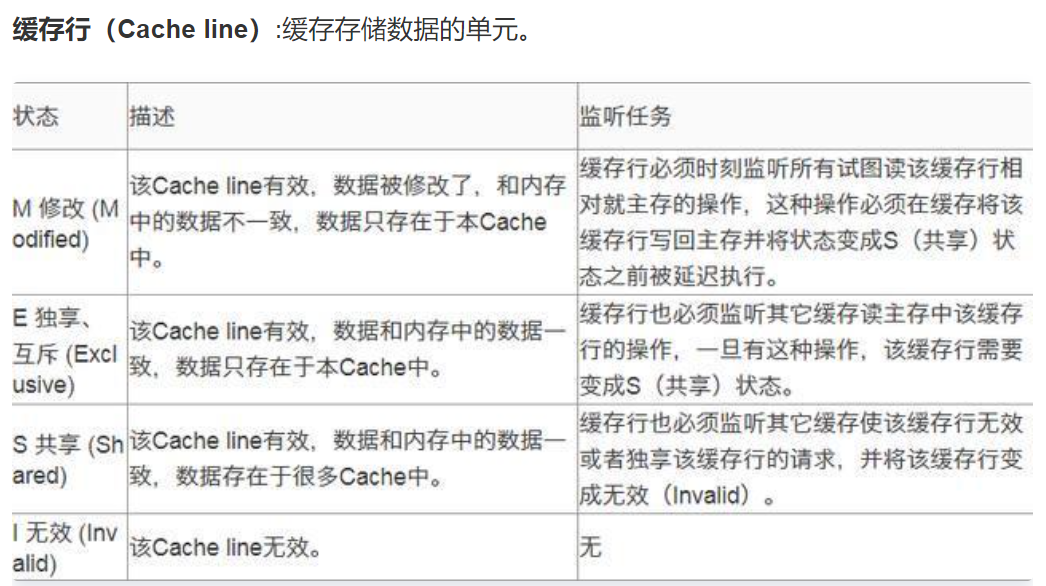 缓存行（Cache line）:缓存存储数据的单元。
状态
描述
监听任务
M 修改 (M
odified)
该Cache line有效，数据被修改了，和内存
中的数据不一致，数据只存在于本Cache
中。
缓存行必须时刻监听所有试图读该缓存行相
对就主存的操作，这种操作必须在缓存将该
缓存行写回主存并将状态变成S（共享）状
态之前被延迟执行。
E 独享、
互斥 (Excl
usive)
该Cache line有效，数据和内存中的数据一
致，数据只存在于本Cache中。
缓存行也必须监听其它缓存读主存中该缓存
行的操作，一旦有这种操作，该缓存行需要
变成S（共享）状态。
S 共享 (Sh
ared)
该Cache line有效，数据和内存中的数据一
致，数据存在于很多Cache中。
缓存行也必须监听其它缓存使该缓存行无效
或者独享该缓存行的请求，并将该缓存行变
成无效（Invalid）。
I 无效 (Inv
alid)
该Cache line无效。
无